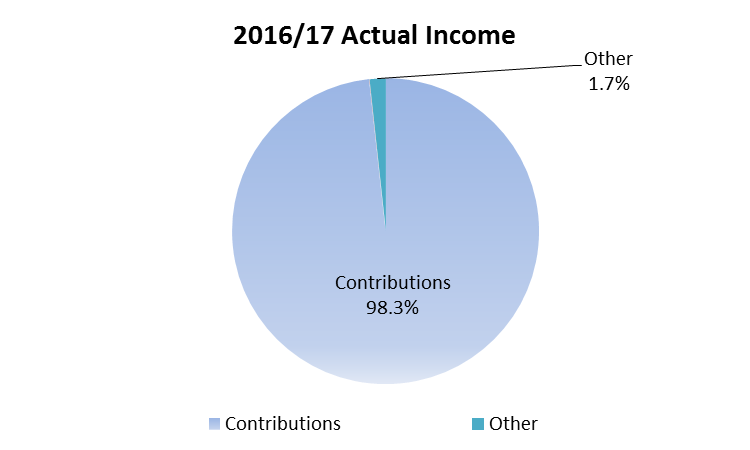 2016/17 Actual Income
Other
1.7%
Contributions
98.3%
Contributions
Other